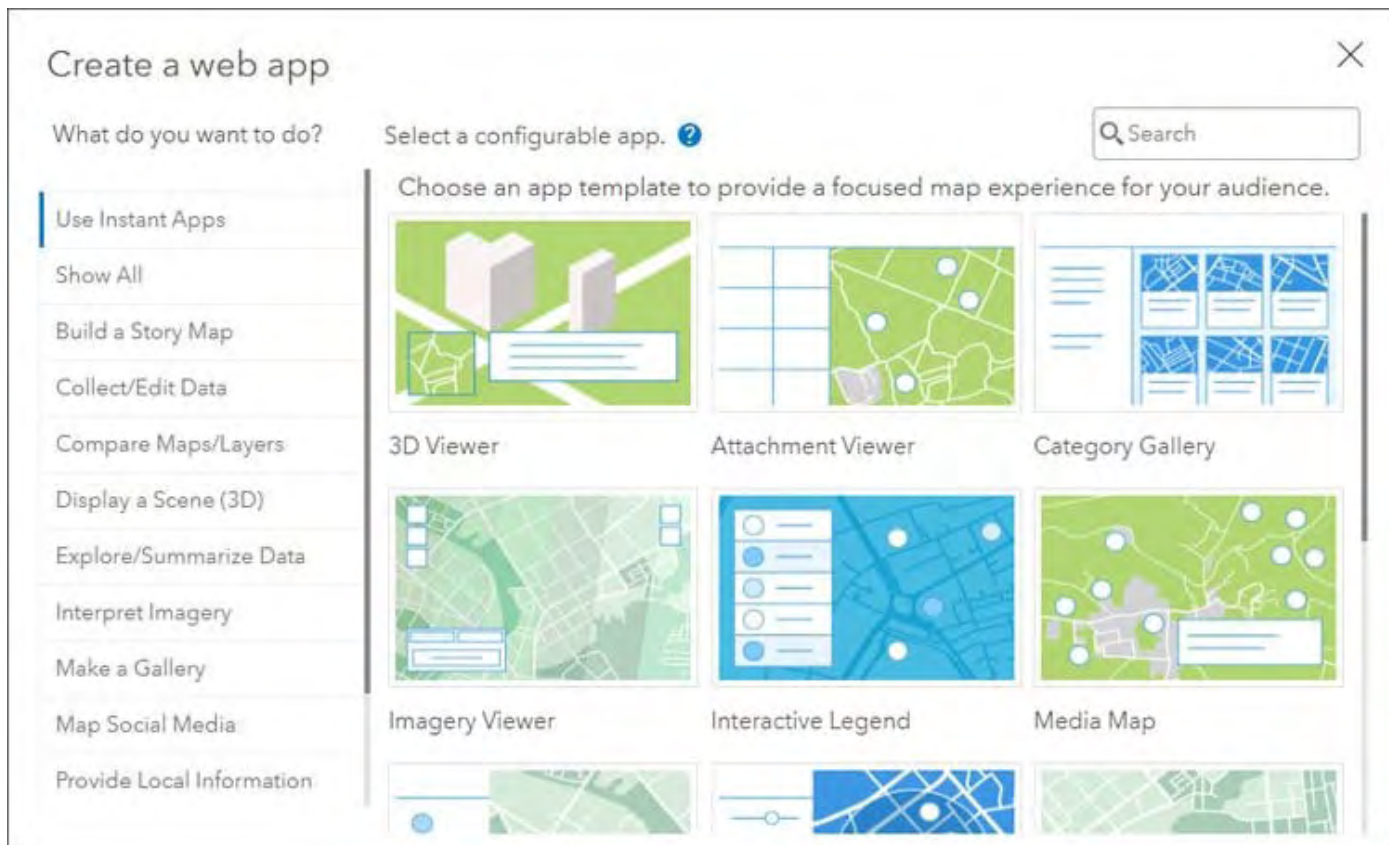 Create a web app
What do you want to do?
Select a configurable app.
?
Search
Choose an app template to provide a focused map experience for your audience.
Use Instant Apps
Show All
Build a Story Map
Collect/Edit Data
Compare Maps/Layers
Display a Scene (3D)
Explore/Summarize Data
Interpret Imagery
Make a Gallery
Map Social Media
Provide Local Information
3D Viewer
Attachment Viewer
Category Gallery
Imagery Viewer
Interactive Legend
Media Map